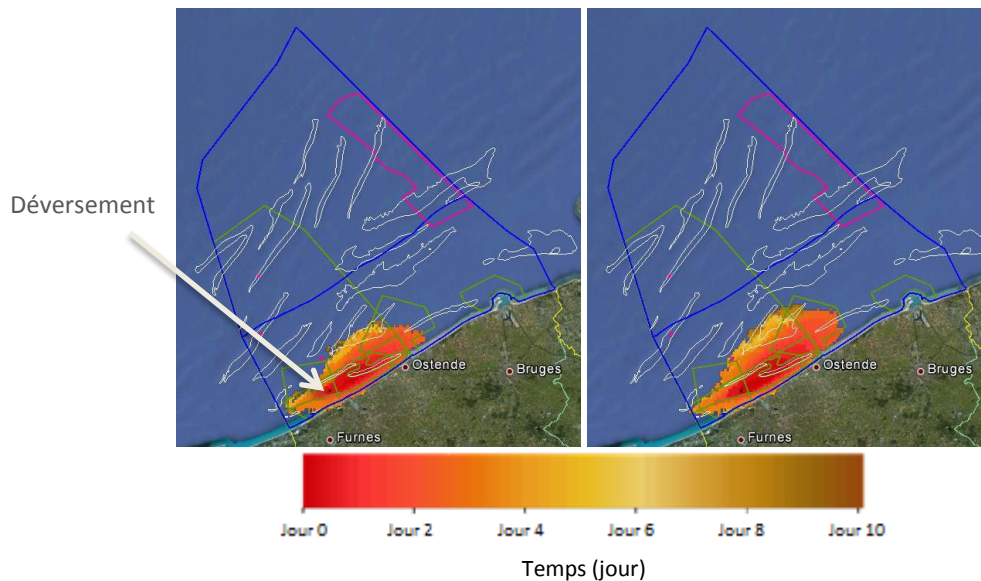 Déversement
Ostende
Bruges
Furnes
Ostende
Bruges
Furnes
Jour 0
Jour 2
Jour 4
Jour 6
Jour 8
Jour 10
Temps (jour)